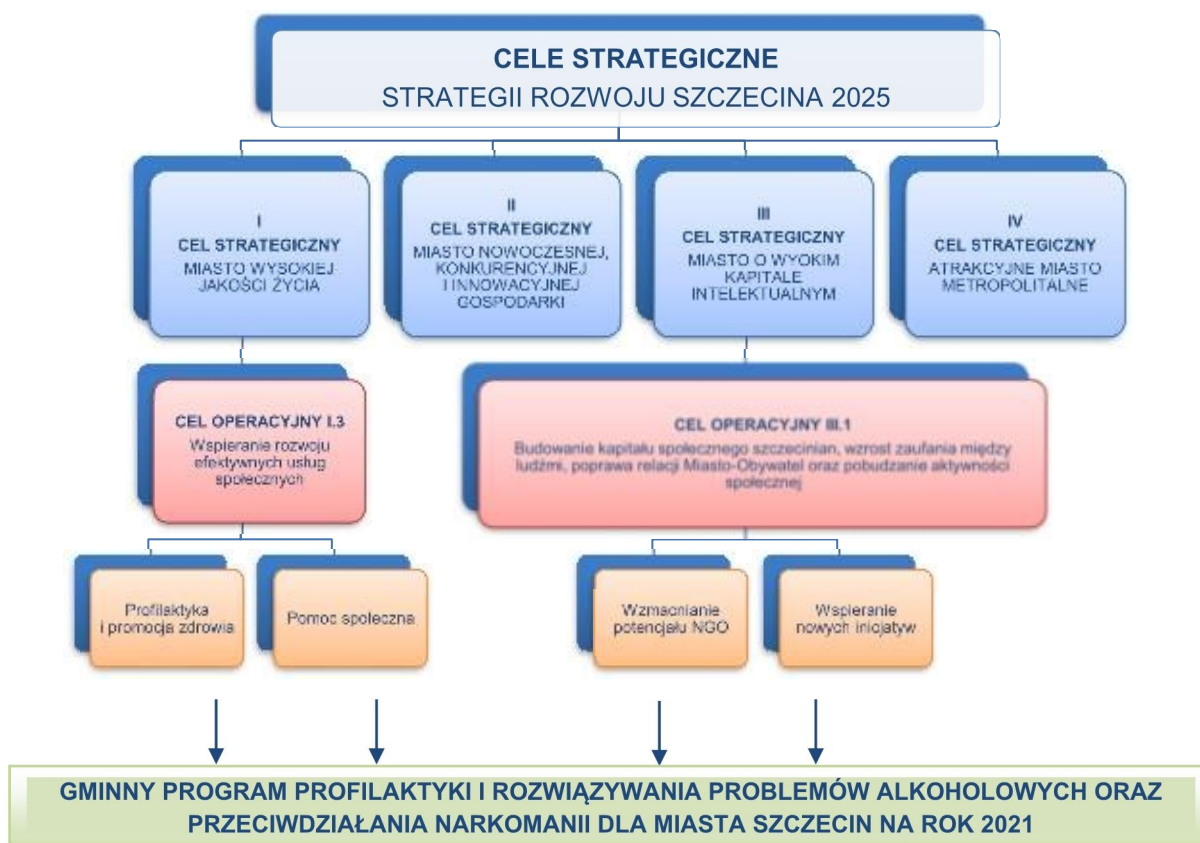 CELE STRATEGICZNE
STRATEGII ROZWOJU SZCZECINA 2025
I
CEL STRATEGICZNY
MIASTO WYSOKIEJ
JAKOŚCI ŻYCIA
II
CEL STRATEGICZNY
MIASTO NOWOCZESNEJ,
KONKURENCYJNEJ
I INNOWACYJNEJ
GOSPODARKI
III
CEL STRATEGICZNY
MIASTO O WYOKIM
KAPITALE
INTELEKTUALNYM
IV
CEL STRATEGICZNY
ATRAKCYJNE MIASTO
METROPOLITALNE
CEL OPERACYJNY I.3
Wspieranie rozwoju
efektywnych usług
społecznych
CEL OPERACYJNY III.1
Budowanie kapitału społecznego szczecinian, wzrost zaufania między
ludźmi, poprawa relacji Miasto-Obywatel oraz pobudzanie aktywności
społecznej
Profilaktyka
i promocja zdrowia
Pomoc społeczna
Wzmacnianie
potencjału NGO
Wspieranie
nowych inicjatyw
GMINNY PROGRAM PROFILAKTYKI I ROZWIĄZYWANIA PROBLEMÓW ALKOHOLOWYCH ORAZ
PRZECIWDZIAŁANIA NARKOMANII DLA MIASTA SZCZECIN NA ROK 2021